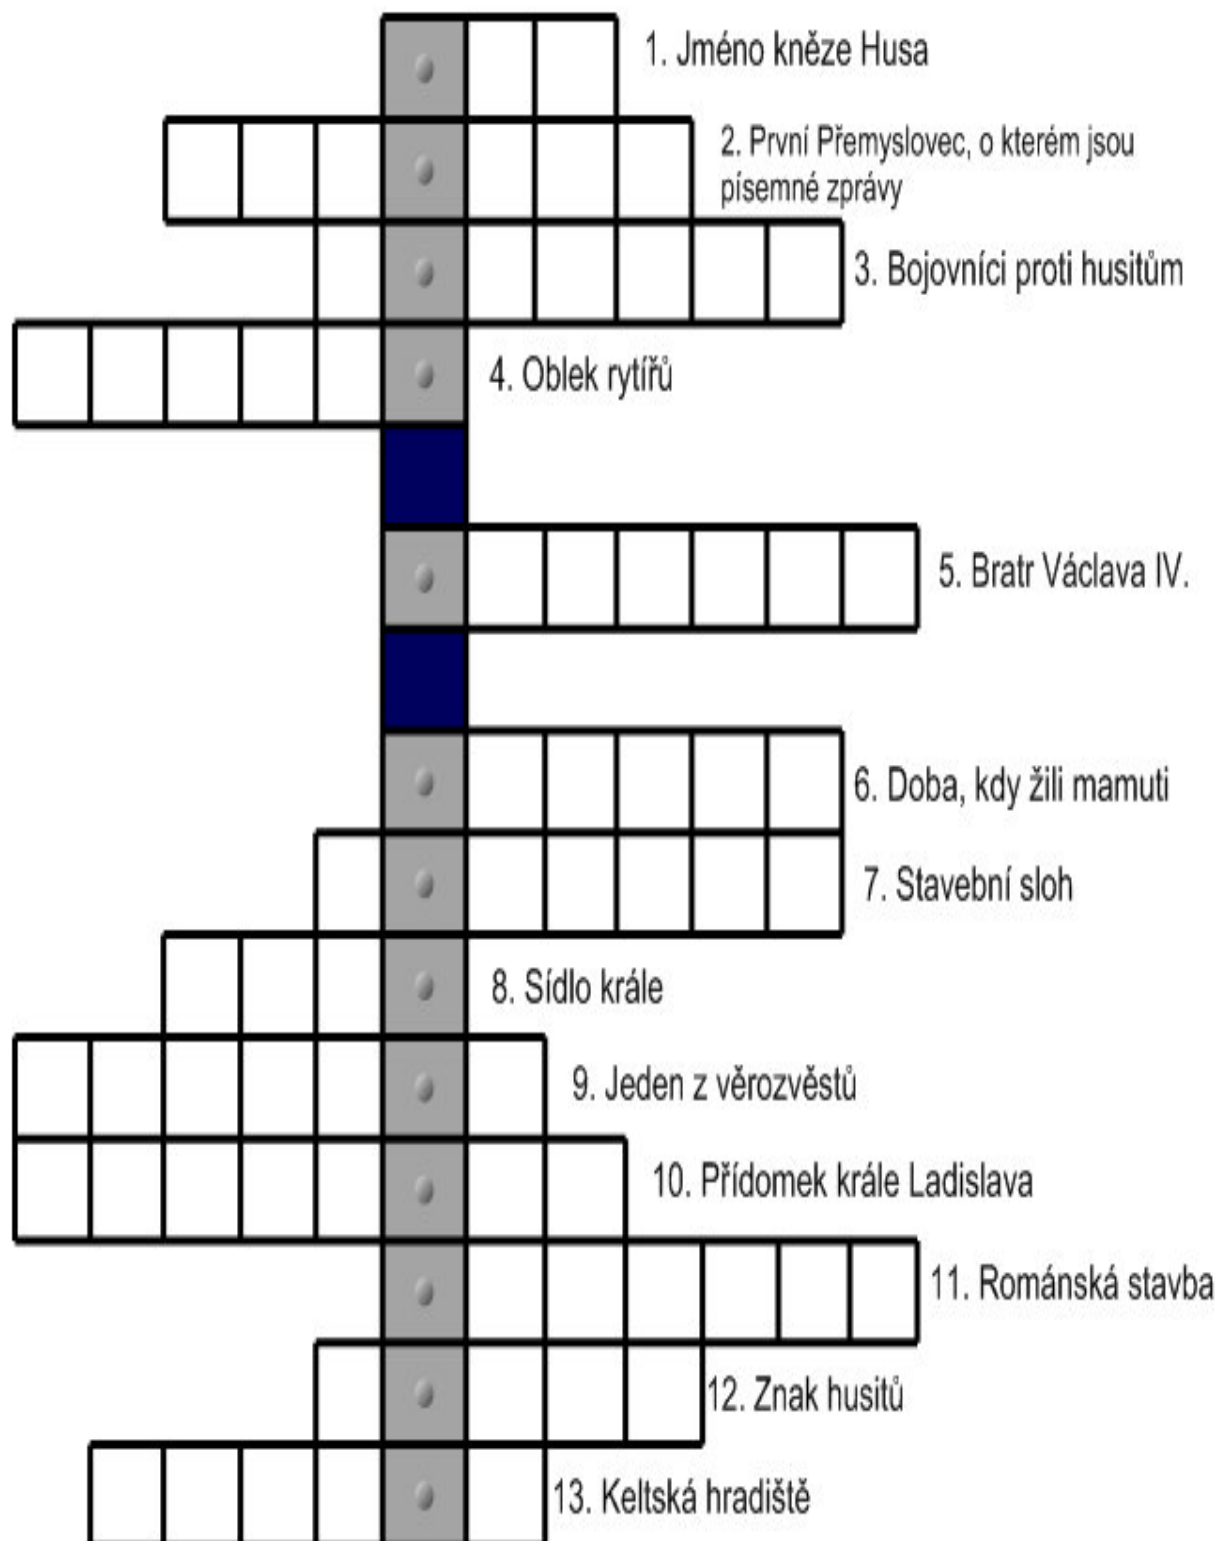 1. Jméno kněze Husa
2. První Přemyslovec, o kterém jsou
písemné zprávy
3. Bojovníci proti husitům
4. Oblek rytířů
5. Bratr Václava IV.
6. Doba, kdy žili mamuti
7. Stavební sloh
8. Sídlo krále
9. Jeden z věrozvěstů
10. Přídomek krále Ladislava
11. Románská stavba
12. Znak husitů
13. Keltská hradiště